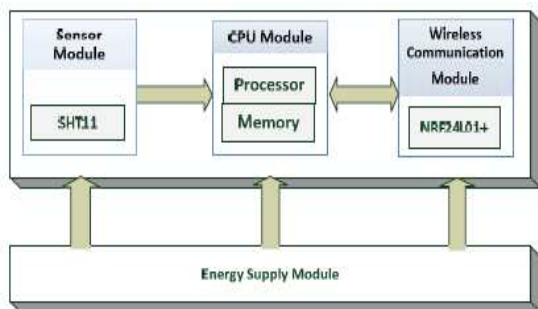 Sensor
Module
SHT11
CPU Module
Processor
Memory
Wireless
Communication
Module
NRF24L01+
Energy Supply Module